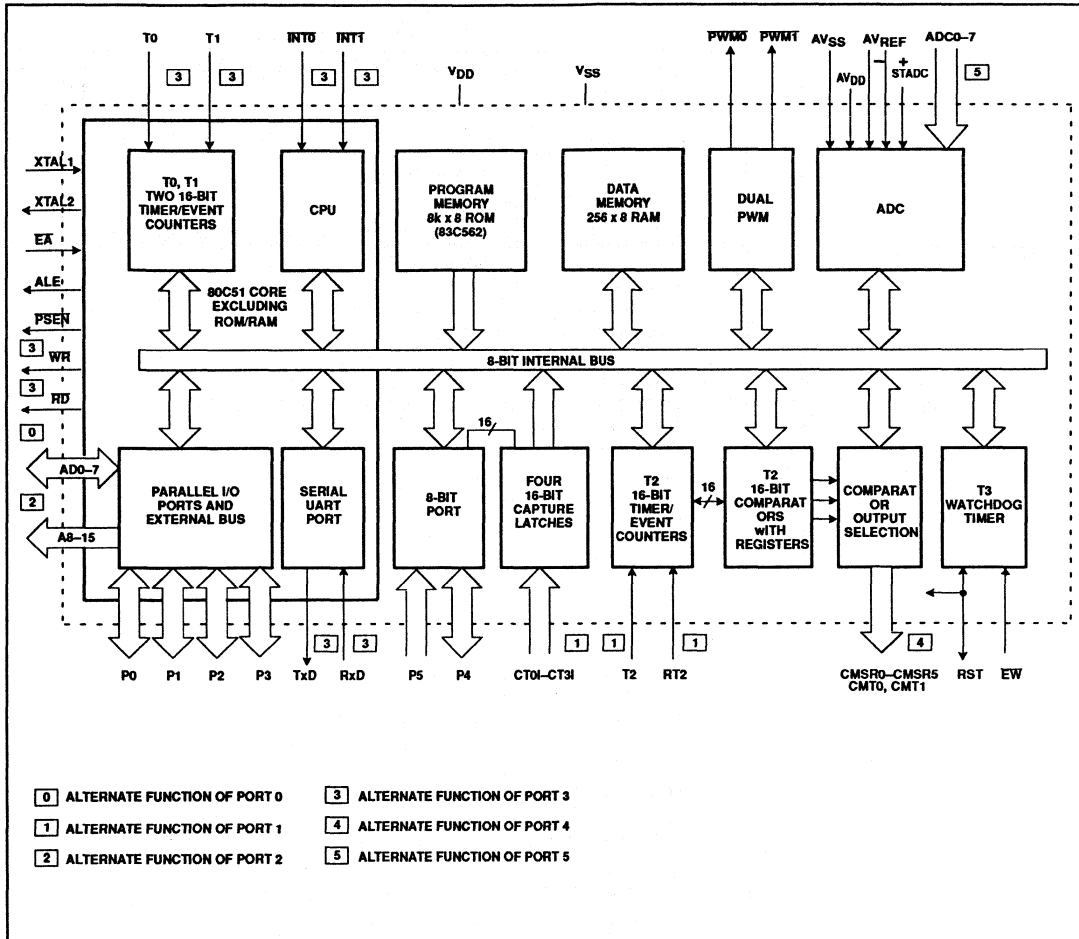 T0 T1 INT0 INT1 PWM0 PWM1 AVSS AVREF ADC0–7
– + STADC
3 3 3 3 VDD VSS AVDD 5
XTAL1
XTAL2
EA
ALE
PSEN
3 WR
3 RD
0
AD0–7
2
A8–15
T0, T1
TWO 16-BIT
TIMER/EVENT
COUNTERS
CPU
PROGRAM
MEMORY
8k x 8 ROM
(83C562)
DATA
MEMORY
256 x 8 RAM
DUAL
PWM
ADC
80C51 CORE
EXCLUDING
ROM/RAM
8-BIT INTERNAL BUS
PARALLEL I/O
PORTS AND
EXTERNAL BUS
SERIAL
UART
PORT
8-BIT
PORT
16
FOUR
16-BIT
CAPTURE
LATCHES
T2
16-BIT
TIMER/
EVENT
COUNTERS
16
T2
16-BIT
COMPARAT
ORS
wITH
REGISTERS
COMPARAT
OR
OUTPUT
SELECTION
T3
WATCHDOG
TIMER
3 3 1 1 1 4
P0 P1 P2 P3 TxD RxD P5 P4 CT0I–CT3I T2 RT2 CMSR0–CMSR5 RST EW
CMT0, CMT1
0 ALTERNATE FUNCTION OF PORT 0
1 ALTERNATE FUNCTION OF PORT 1
2 ALTERNATE FUNCTION OF PORT 2
3 ALTERNATE FUNCTION OF PORT 3
4 ALTERNATE FUNCTION OF PORT 4
5 ALTERNATE FUNCTION OF PORT 5